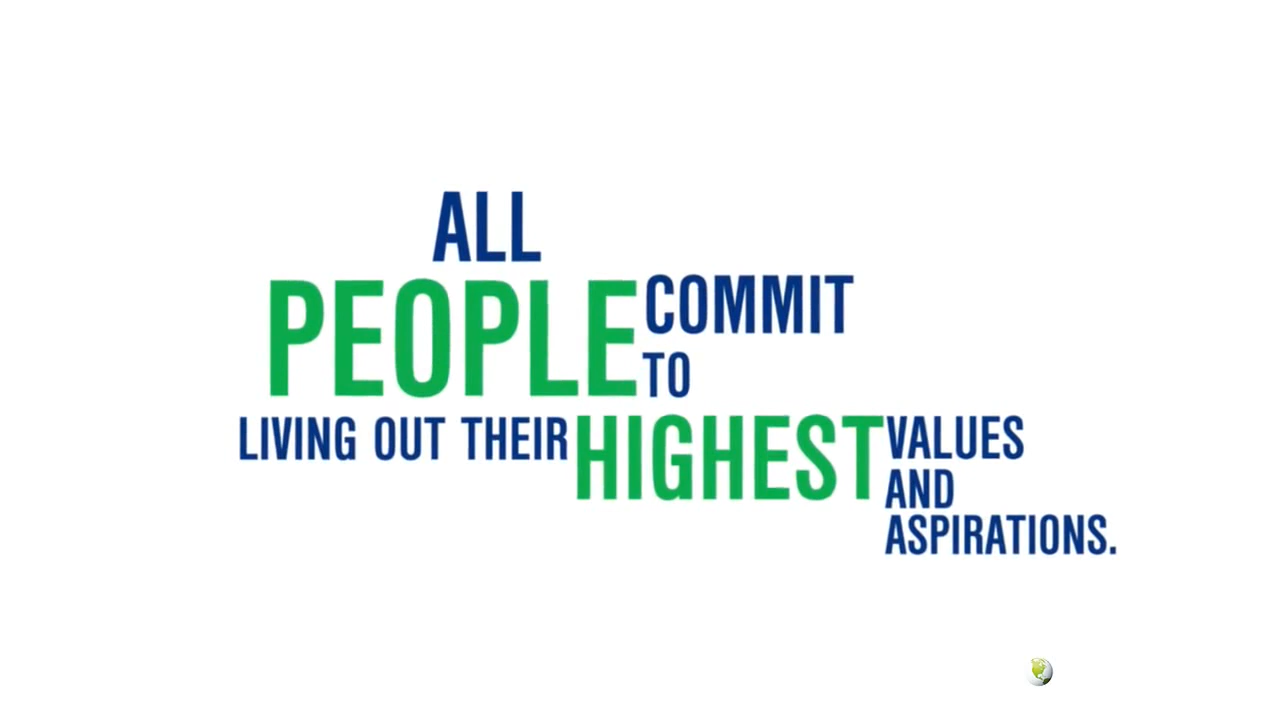 ALL
PEOPLE COMMIT
TO
LIVING OUT THEIR HIGHEST VALUES
AND
ASPIRATIONS.